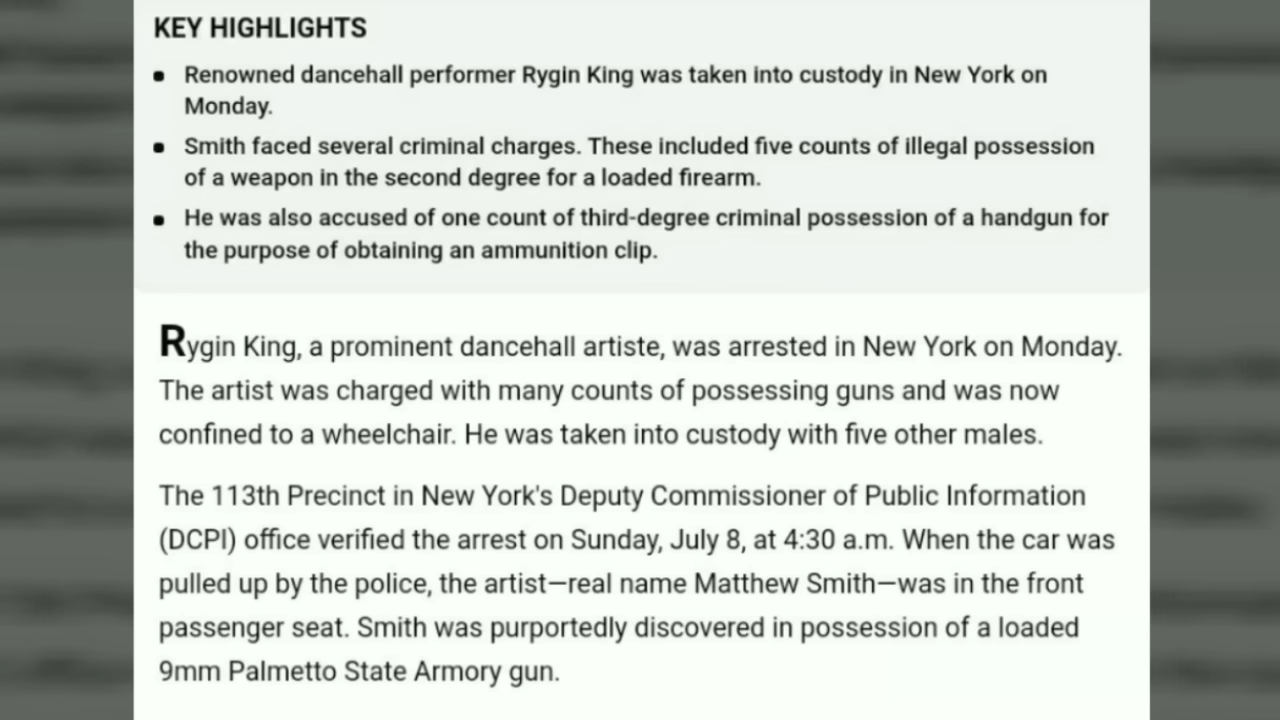 KEY HIGHLIGHTS
Renowned dancehall performer Rygin King was taken into custody in New York on
Monday.
Smith faced several criminal charges. These included five counts of illegal possession
of a weapon in the second degree for a loaded firearm.
He was also accused of one count of third-degree criminal possession of a handgun for
the purpose of obtaining an ammunition clip.
Rygin King, a prominent dancehall artiste, was arrested in New York on Monday.
The artist was charged with many counts of possessing guns and was now
confined to a wheelchair. He was taken into custody with five other males.
The 113th Precinct in New York's Deputy Commissioner of Public Information
(DCPI) office verified the arrest on Sunday, July 8, at 4:30 a.m. When the car was
pulled up by the police, the artist—real name Matthew Smith—was in the front
passenger seat. Smith was purportedly discovered in possession of a loaded
9mm Palmetto State Armory gun.